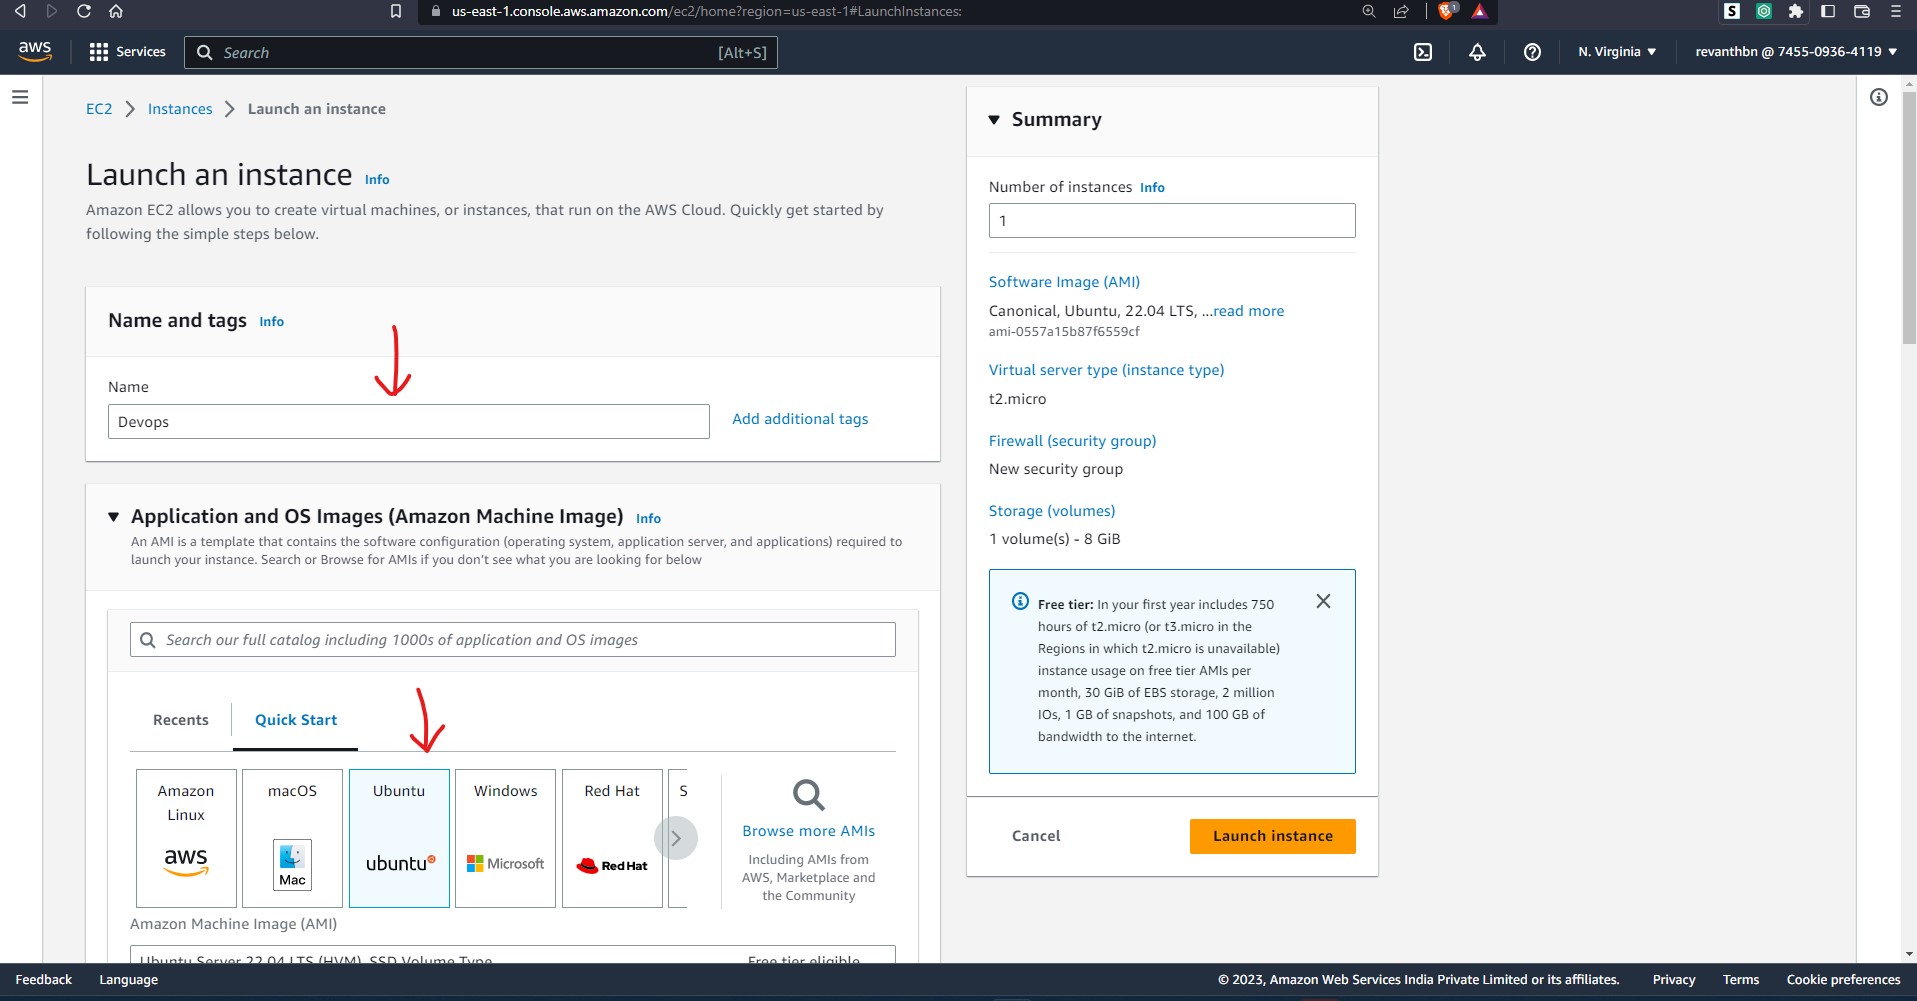 us-east-1.console.aws.amazon.com/ec2/home?region=us-east-1#LaunchInstances:
1
S
aws
Services
Search
[Alt+S]
N. Virginia
revanthbn @ 7455-0936-4119
EC2
Instances
Launch an instance
Launch an instance Info
Amazon EC2 allows you to create virtual machines, or instances, that run on the AWS Cloud. Quickly get started by
following the simple steps below.
Name and tags Info
Name
Devops
Add additional tags
Application and OS Images (Amazon Machine Image) Info
An AMI is a template that contains the software configuration (operating system, application server, and applications) required to
launch your instance. Search or Browse for AMIs if you don't see what you are looking for below
Search our full catalog including 1000s of application and OS images
Recents
Quick Start
Amazon
Linux
aws
macOS
Mac
Ubuntu
ubuntu
Windows
Microsoft
Red Hat
Red Hat
S
Browse more AMIs
Including AMIs from
AWS, Marketplace and
the Community
Amazon Machine Image (AMI)
Ubuntu Server 22.04 LTS (HVM), SSD Volume Type
Free tier eligible
Summary
Number of instances Info
1
Software Image (AMI)
Canonical, Ubuntu, 22.04 LTS, ...read more
ami-0557a15b87f6559cf
Virtual server type (instance type)
t2.micro
Firewall (security group)
New security group
Storage (volumes)
1 volume(s) - 8 GiB
Free tier: In your first year includes 750
hours of t2.micro (or t3.micro in the
Regions in which t2.micro is unavailable)
instance usage on free tier AMIs per
month, 30 GiB of EBS storage, 2 million
IOs, 1 GB of snapshots, and 100 GB of
bandwidth to the internet.
Cancel
Launch instance
Feedback
Language
© 2023, Amazon Web Services India Private Limited or its affiliates.
Privacy
Terms
Cookie preferences